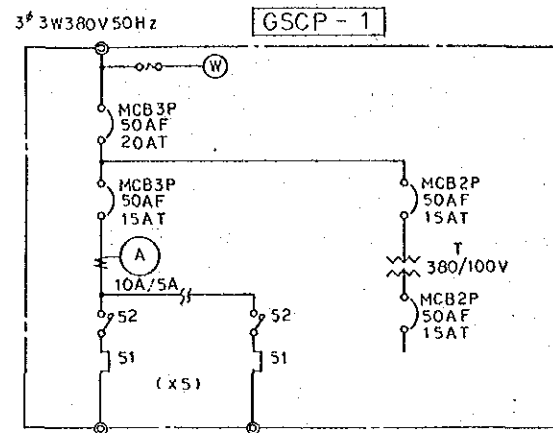 3φ 3W380V50Hz
GSCP-1
W
MCB3P
50AF
20AT
MCB3P
50AF
15AT
MCB2P
50AF
15AT
A
10A/5A
T
380/100V
MCB2P
50AF
15AT
52
52
51
51
(x5)